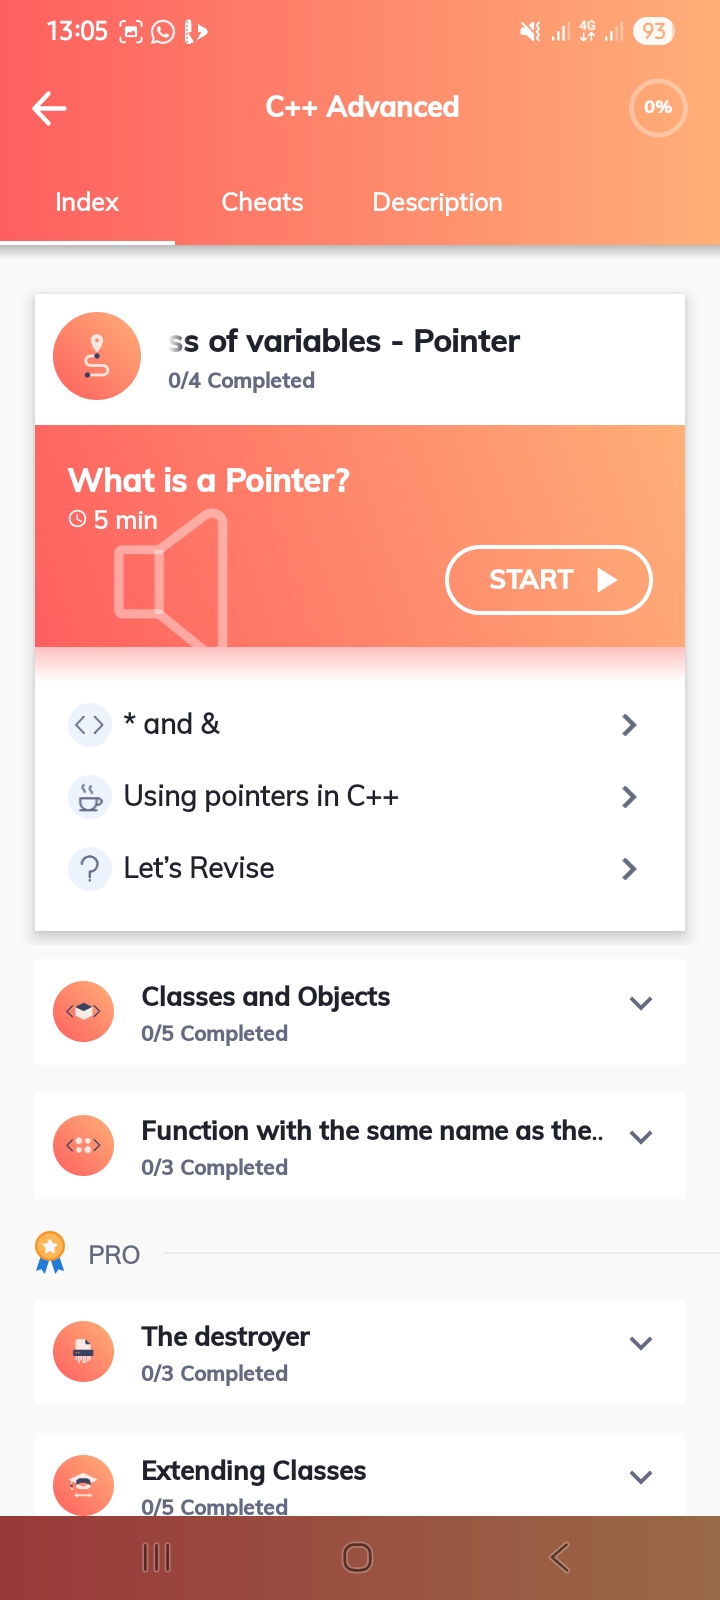 13:05
4G
93
C++ Advanced
0%
Index
Cheats
Description
ss of variables - Pointer
0/4 Completed
What is a Pointer?
5 min
START
* and &
Using pointers in C++
Let's Revise
Classes and Objects
0/5 Completed
Function with the same name as the..
0/3 Completed
PRO
The destroyer
0/3 Completed
Extending Classes
0/5 Completed